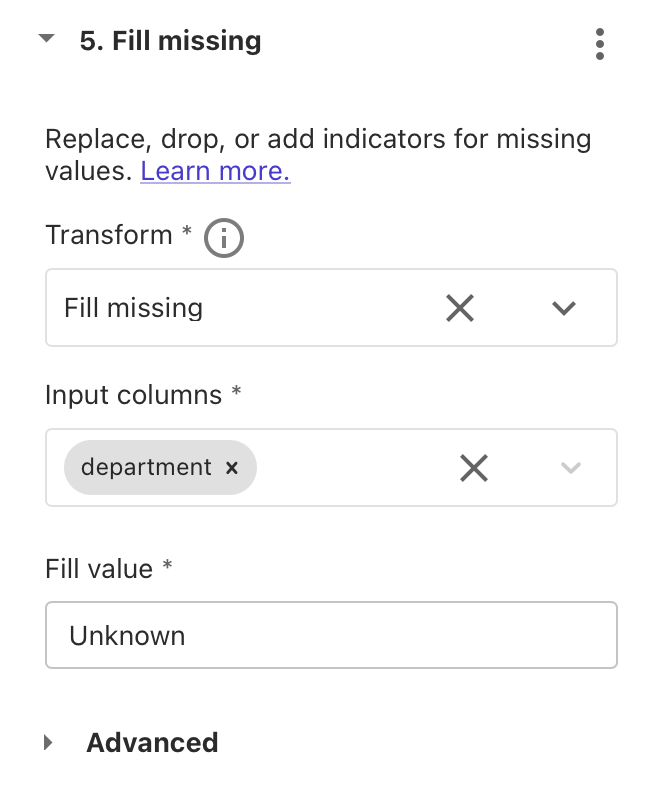 5. Fill missing
Replace, drop, or add indicators for missing
values. Learn more.
Transform *
Fill missing
Input columns *
department
Fill value *
Unknown
Advanced